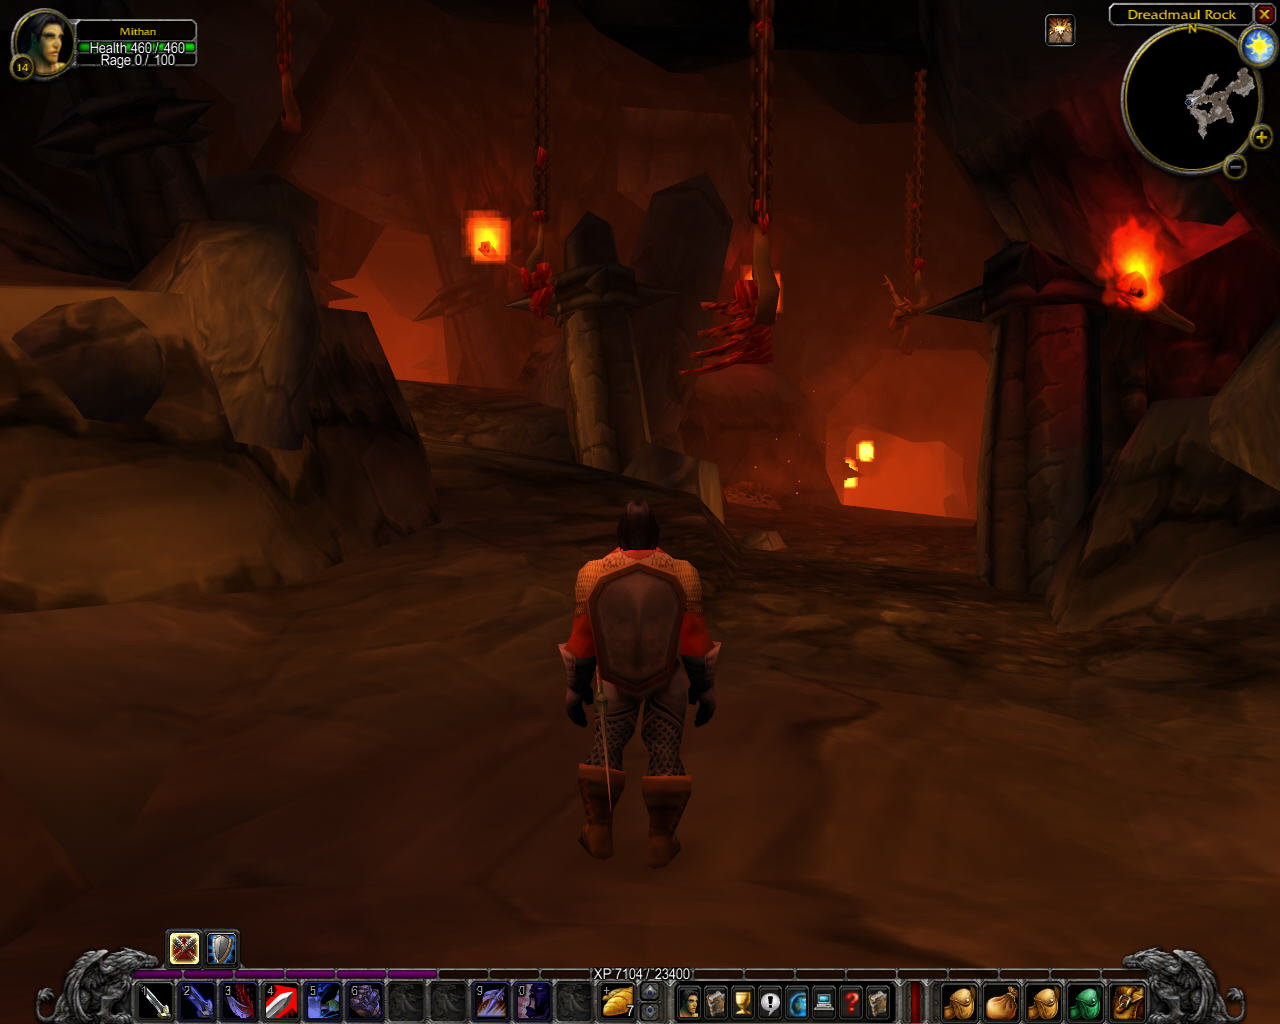 Mithan
Health 460 / 460
Rage 0 / 100
14
Dreadmaul Rock
N
XP 7104 / 23400
1 2 3 4 5 6 9 0 +
7